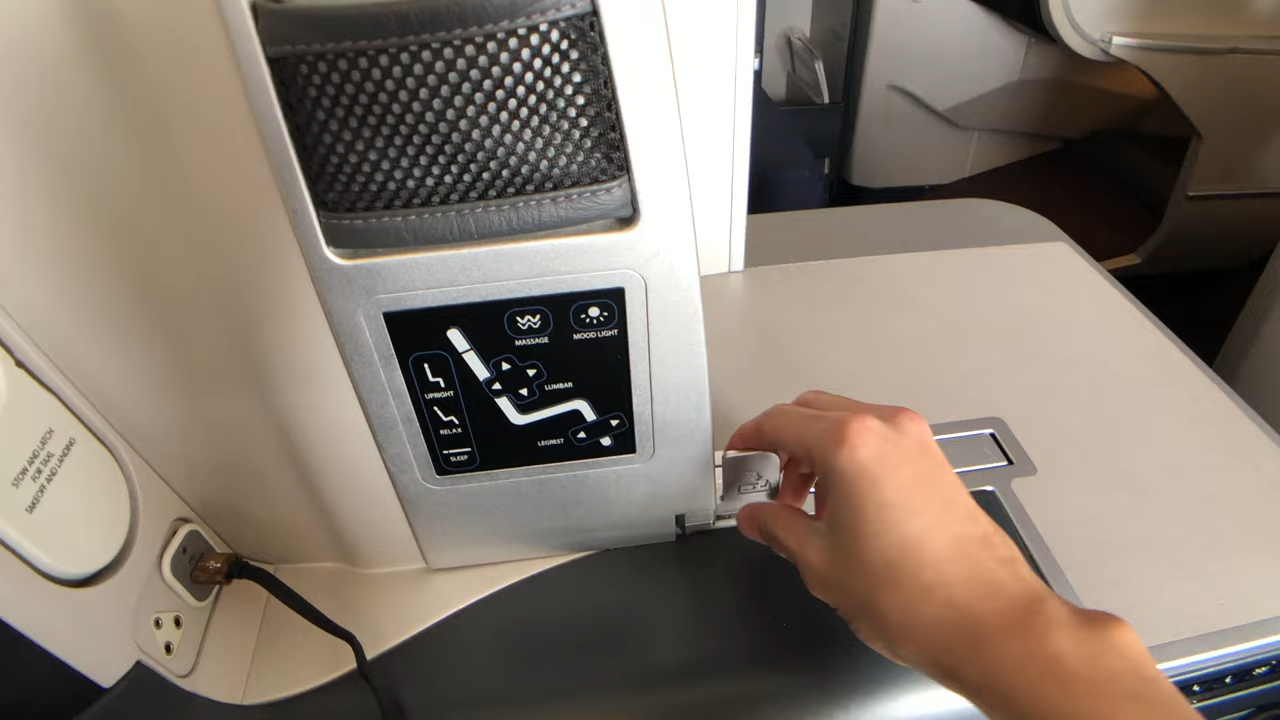 MASSAGE
MOOD LIGHT
UPRIGHT
LUMBAR
RELAX
LEGREST
SLEEP
STOW AND LATCH
FOR TAXI,
TAKEOFF AND LANDING